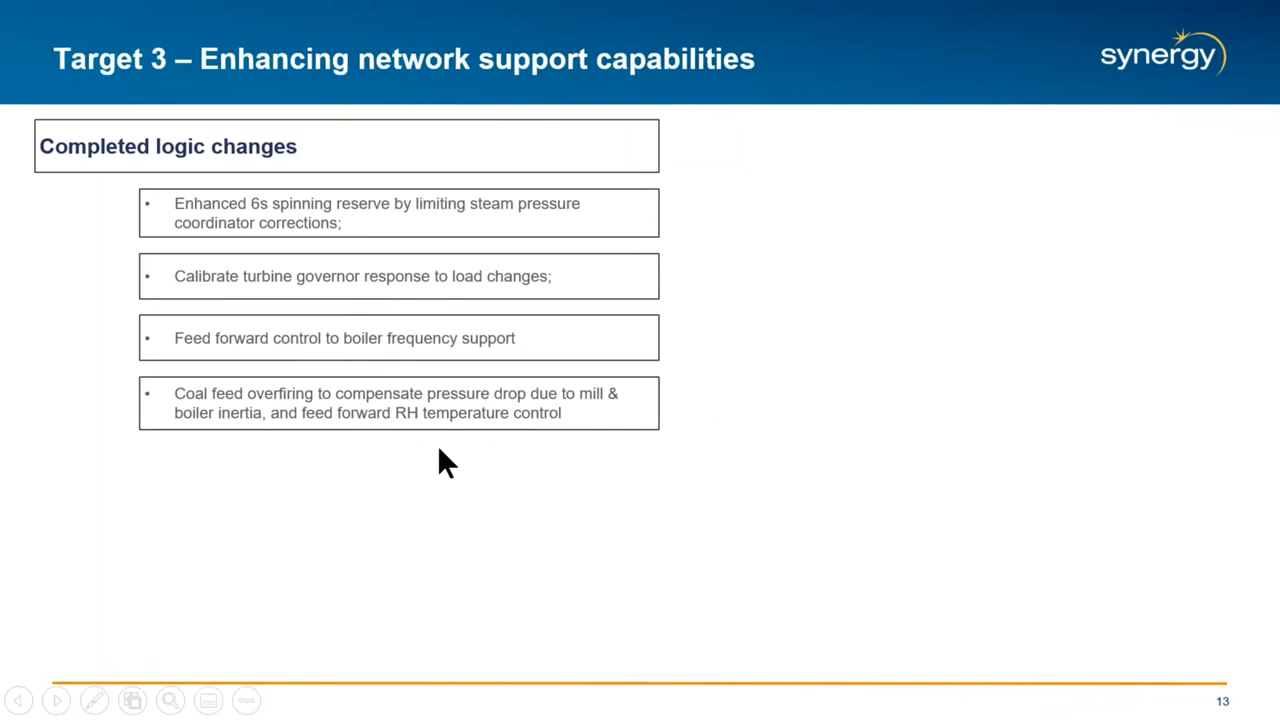 Target 3 – Enhancing network support capabilities
synergy
Completed logic changes
• Enhanced 6s spinning reserve by limiting steam pressure
coordinator corrections;
• Calibrate turbine governor response to load changes;
• Feed forward control to boiler frequency support
• Coal feed overfiring to compensate pressure drop due to mill &
boiler inertia, and feed forward RH temperature control
13